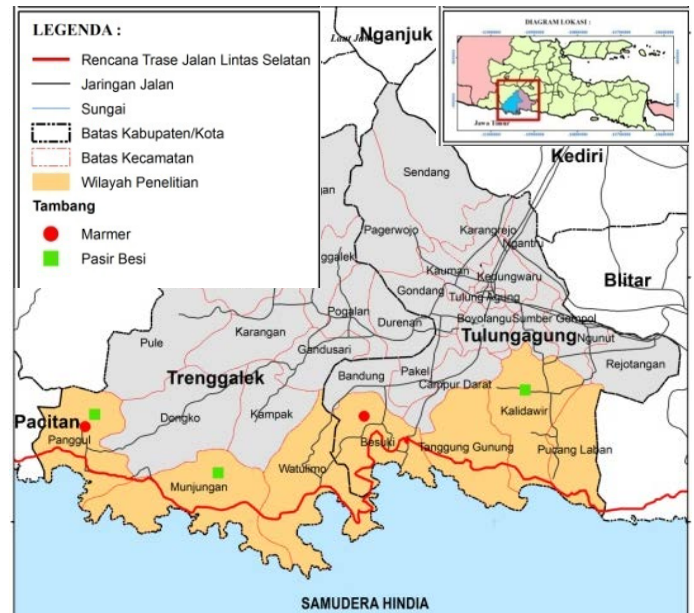 LEGENDA :
Rencana Trase Jalan Lintas Selatan
Jaringan Jalan
Sungai
Batas Kabupaten/Kota
Batas Kecamatan
Wilayah Penelitian
Tambang
Marmer
Pasir Besi
Nganjuk
DIAGRAM LOKASI :
Jawa Timur
Kediri
Sendang
Pagerwojo
Karangrejo
Ngantru
Kauman
Kedungwaru
Blitar
Gondang
Tulung Agung
Boyolangu
Sumber Gempol
Ngunut
Pogalan
Durenan
Tulungagung
Karangan
Pule
Gandusari
Rejotangan
Bandung
Pakel
Campur Darat
Trenggalek
Kalidawir
Pacitan
Dongko
Kampak
Panggul
Besuki
Tanggung Gunung
Pucang Laban
Watulimo
Munjungan
SAMUDERA HINDIA